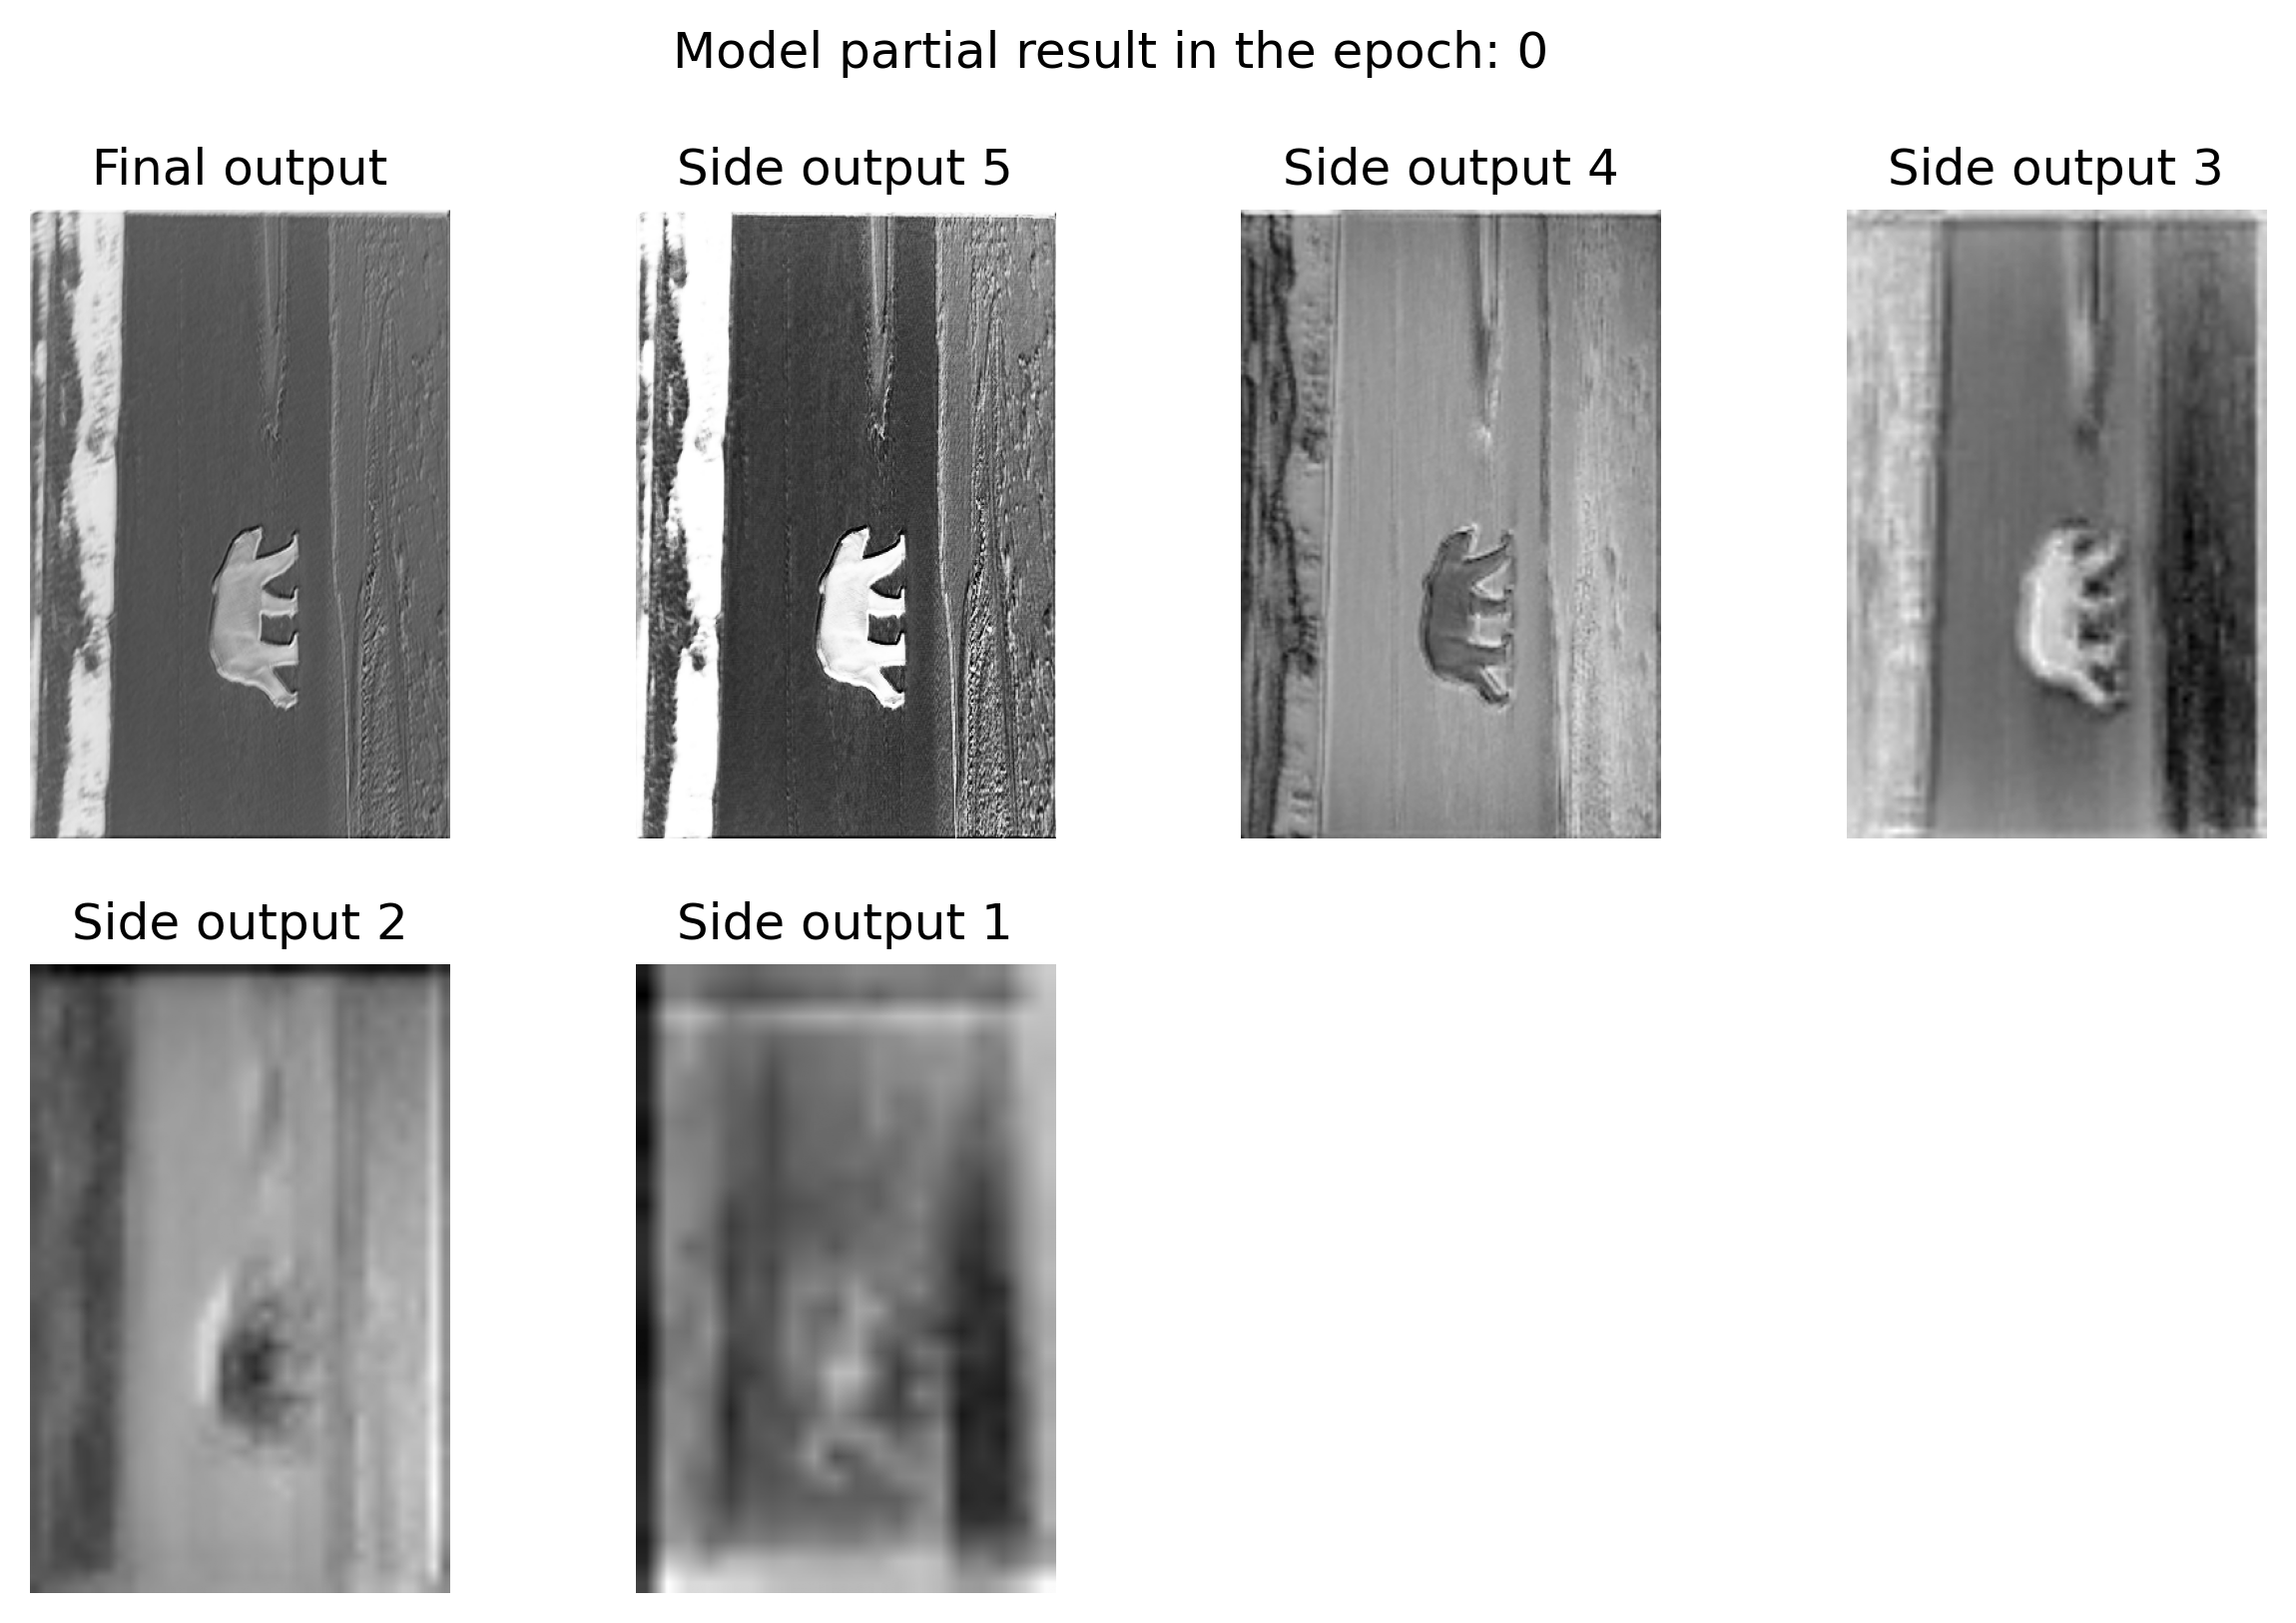 Model partial result in the epoch: 0
Final output
Side output 5
Side output 4
Side output 3
Side output 2
Side output 1